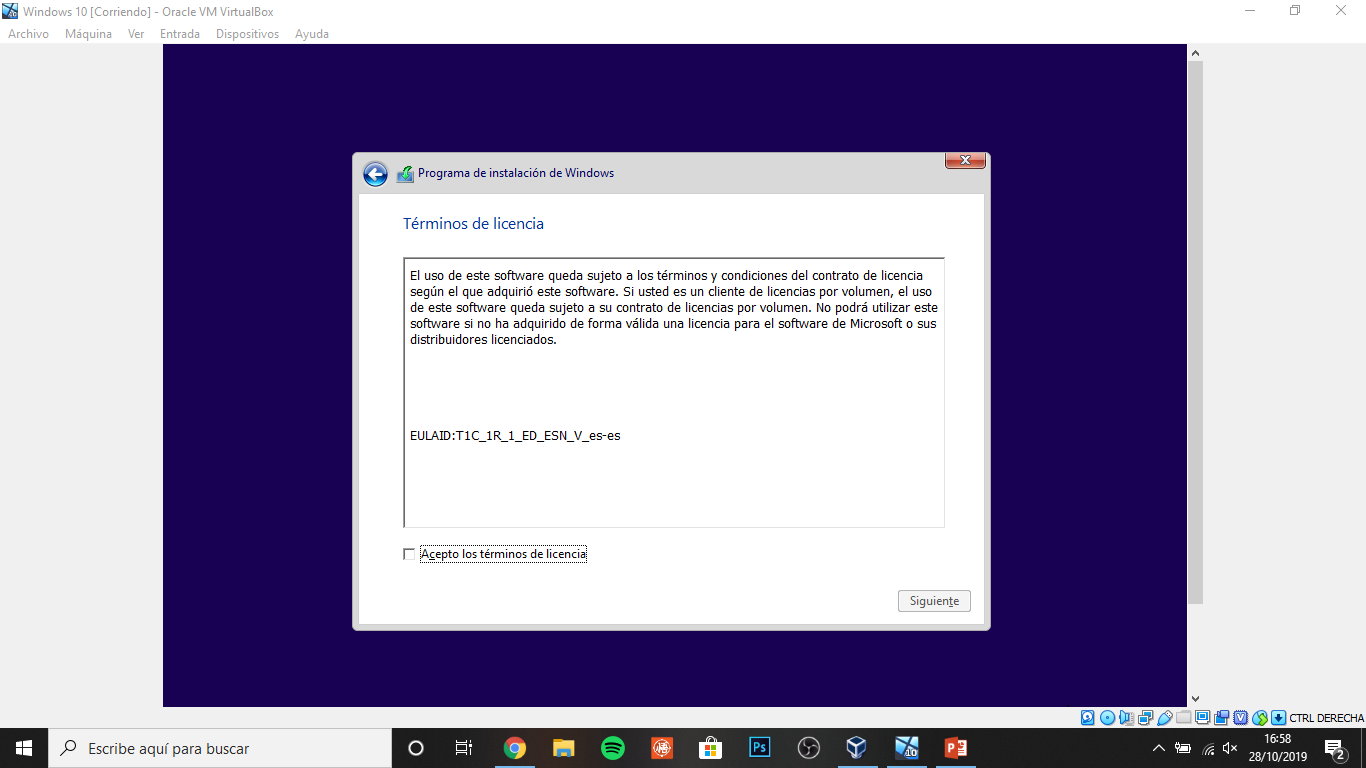 Windows 10 [Corriendo] - Oracle VM VirtualBox
Archivo Máquina Ver Entrada Dispositivos Ayuda
Programa de instalación de Windows
Términos de licencia
El uso de este software queda sujeto a los términos y condiciones del contrato de licencia
según el que adquirió este software. Si usted es un cliente de licencias por volumen, el uso
de este software queda sujeto a su contrato de licencias por volumen. No podrá utilizar este
software si no ha adquirido de forma válida una licencia para el software de Microsoft o sus
distribuidores licenciados.
EULAID:T1C_1R_1_ED_ESN_V_es-es
Acepto los términos de licencia
Siguiente
CTRL DERECHA
Escribe aquí para buscar
Ps
10
16:58
28/10/2019
2